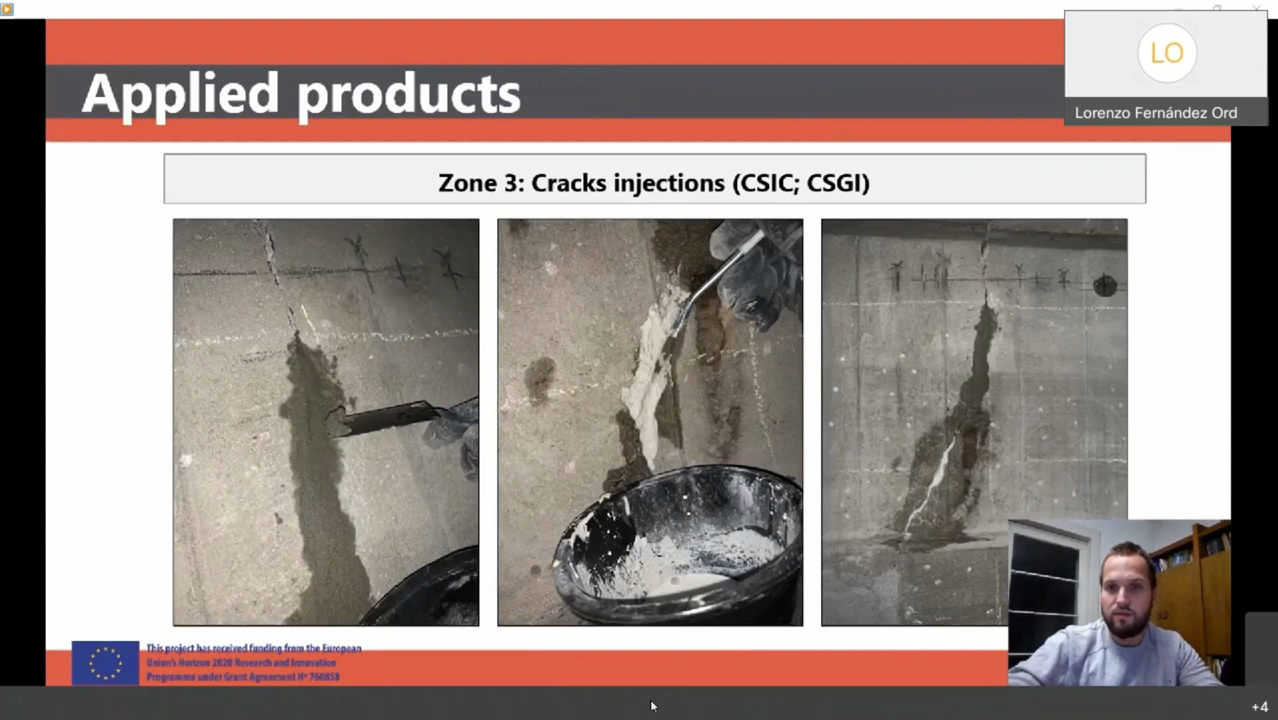 Applied products
LO
Lorenzo Fernández Ord
Zone 3: Cracks injections (CSIC; CSGI)
This project has received funding from the European
Union's Horizon 2020 Research and Innovation
Programme under Grant Agreement Nº 760858
+4